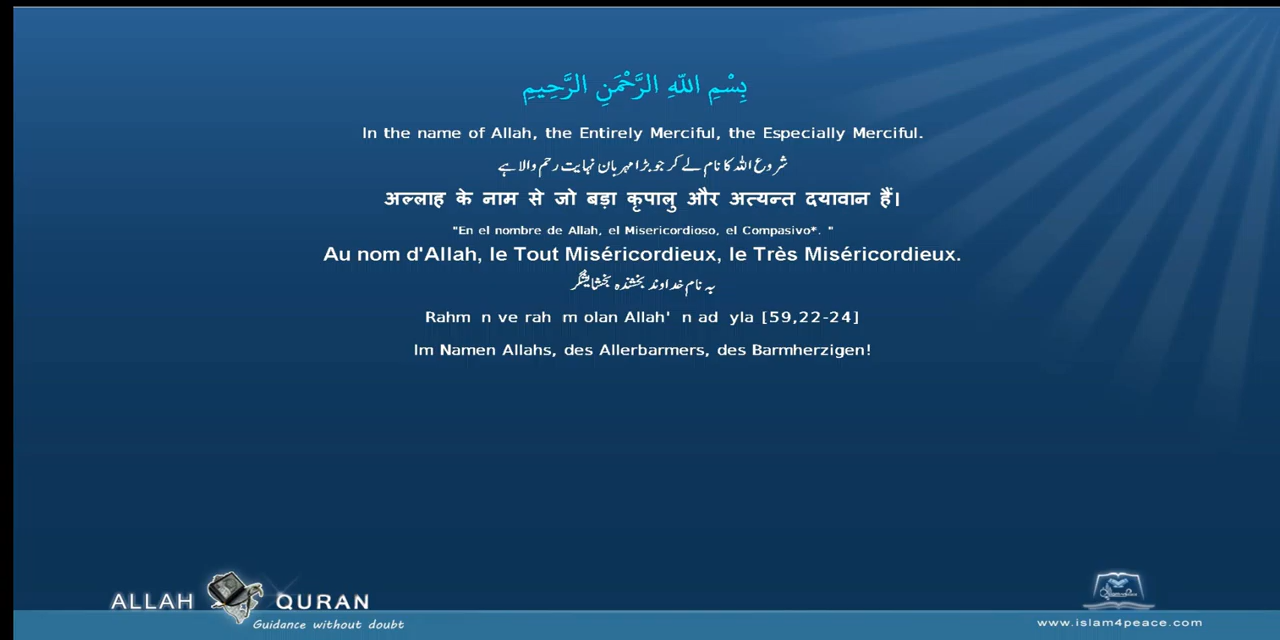 بِسْمِ اللّٰهِ الرَّحْمَنِ الرَّحِيمِ
In the name of Allah, the Entirely Merciful, the Especially Merciful.
شروع اللہ کا نام لے کر جو بڑا مہربان نہایت رحم والا ہے
अल्लाह के नाम से जो बड़ा कृपालु और अत्यन्त दयावान हैं।
"En el nombre de Allah, el Misericordioso, el Compasivo*. "
Au nom d'Allah, le Tout Miséricordieux, le Très Miséricordieux.
به نام خداوند بخشنده بخشایشگر
Rahm n ve rah m olan Allah' n ad yla [59,22-24]
Im Namen Allahs, des Allerbarmers, des Barmherzigen!
ALLAH QURAN
Guidance without doubt
www.islam4peace.com